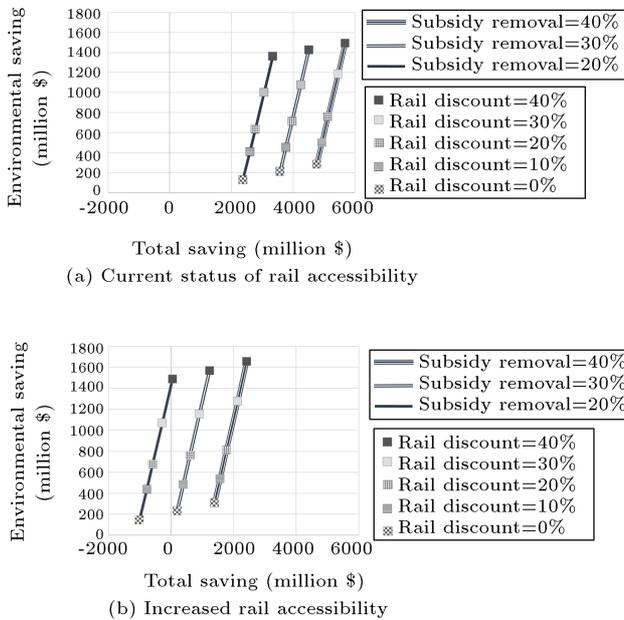 Environmental saving
(million $)
1800
1600
1400
1200
1000
800
600
400
200
0
-2000 0 2000 4000 6000
Total saving (million $)
Subsidy removal=40%
Subsidy removal=30%
Subsidy removal=20%
Rail discount=40%
Rail discount=30%
Rail discount=20%
Rail discount=10%
Rail discount=0%
(a) Current status of rail accessibility
Environmental saving
(million $)
1800
1600
1400
1200
1000
800
600
400
200
0
-2000 0 2000 4000 6000
Total saving (million $)
Subsidy removal=40%
Subsidy removal=30%
Subsidy removal=20%
Rail discount=40%
Rail discount=30%
Rail discount=20%
Rail discount=10%
Rail discount=0%
(b) Increased rail accessibility